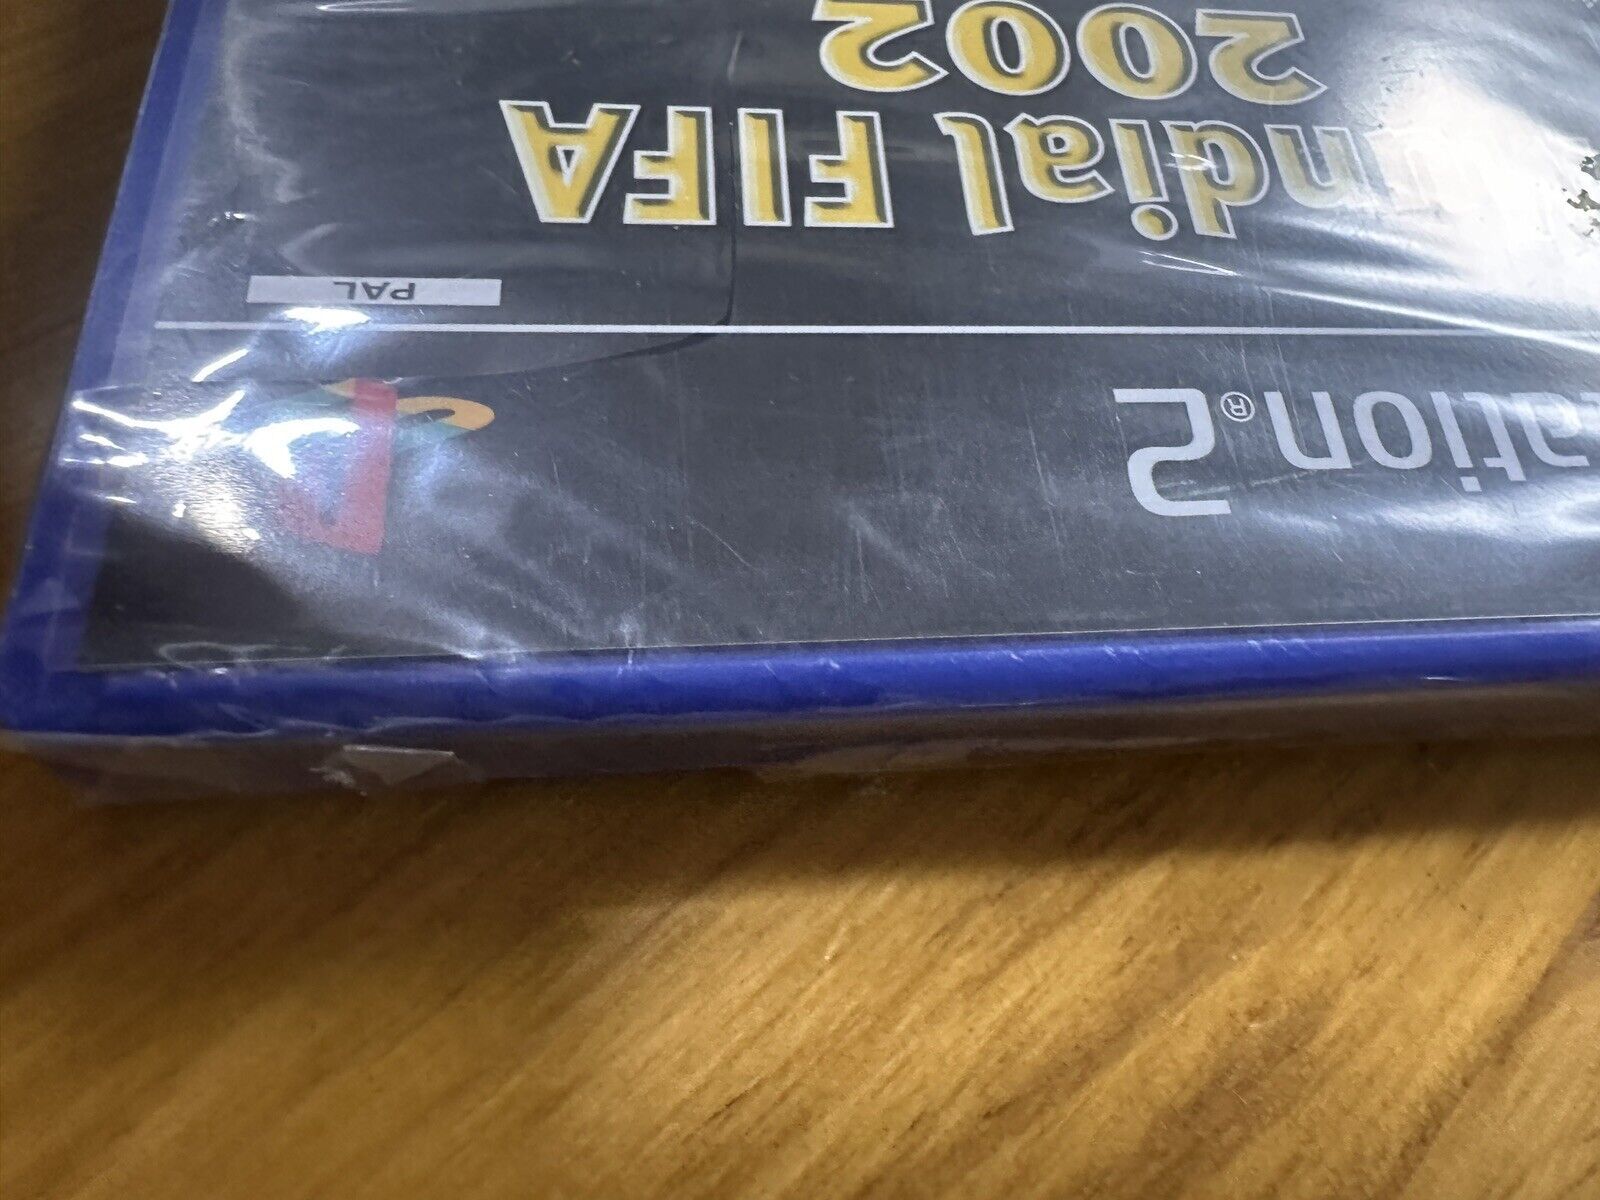 ation®2
PAL
ndial FIFA
2002